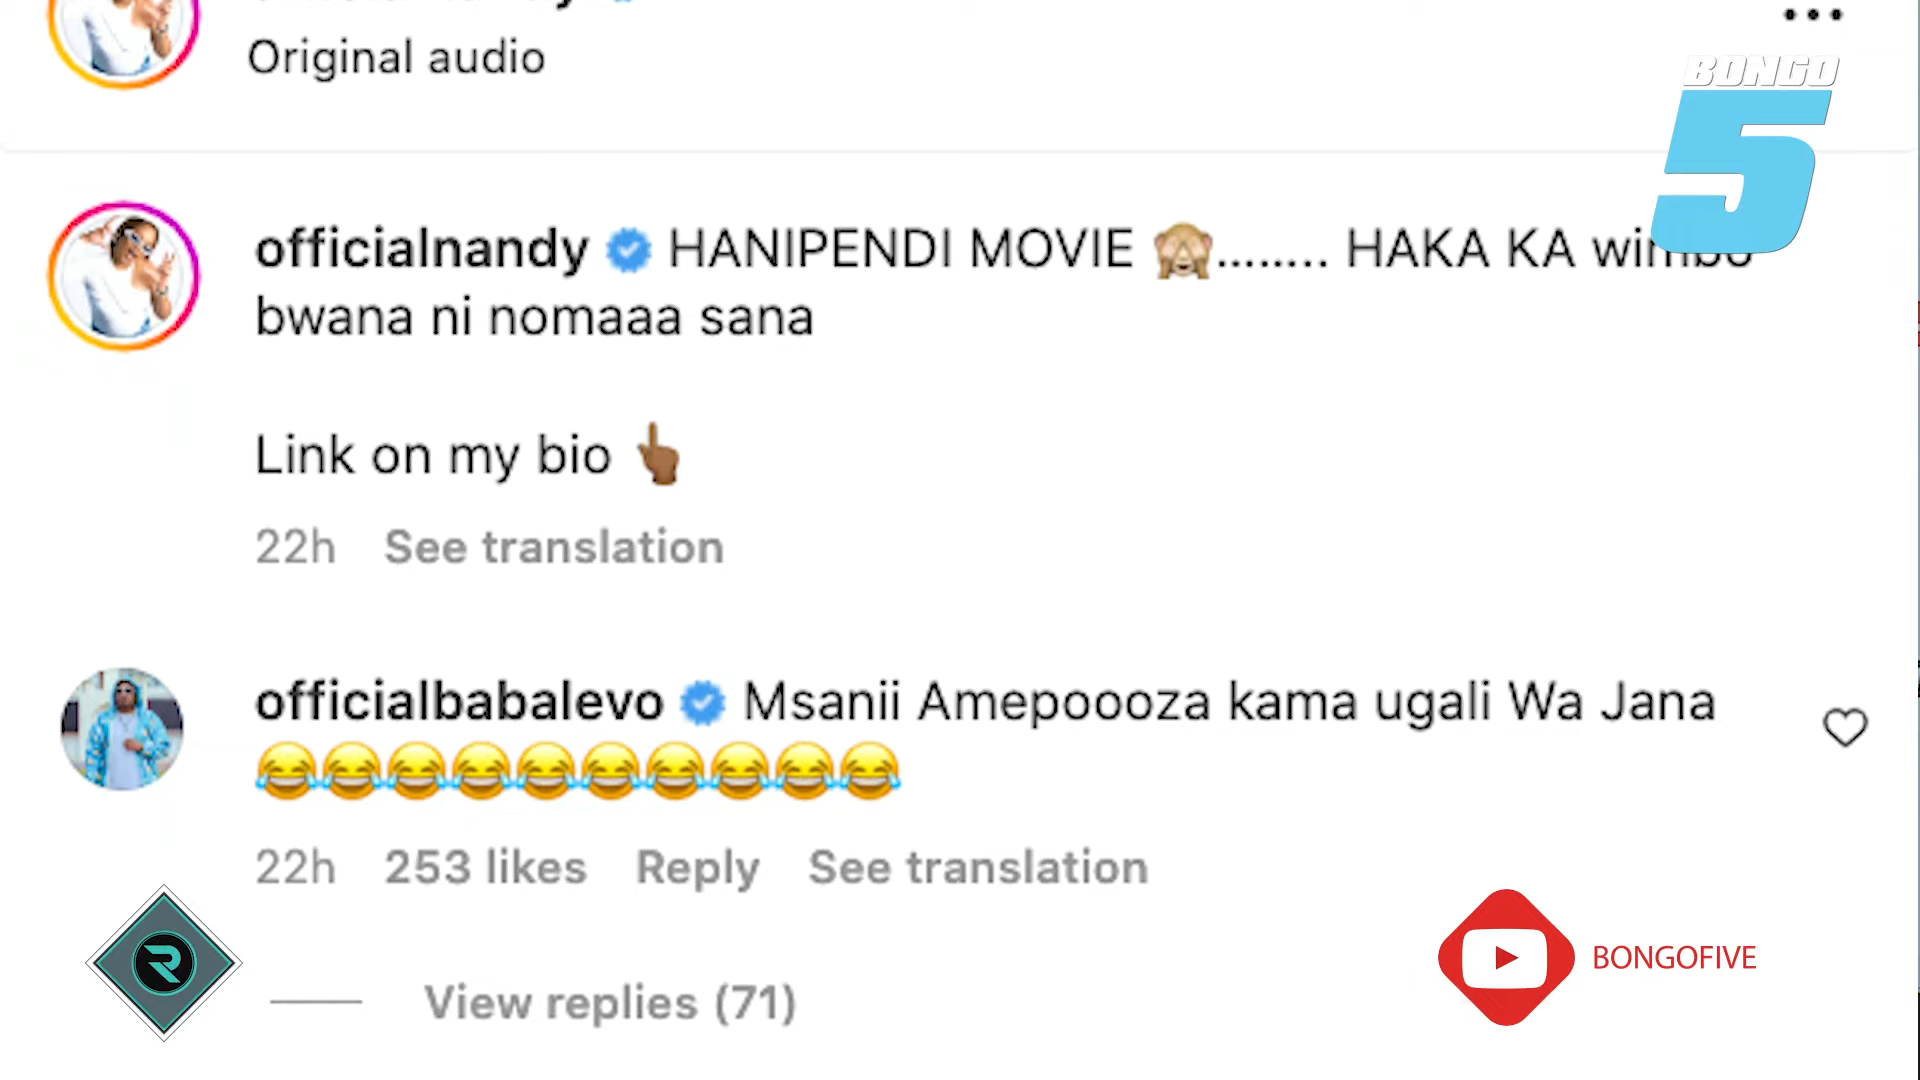 Original audio
BONGO
5
officialnandy HANIPENDI MOVIE 🙈........ HAKA KA wimbo
bwana ni nomaaa sana
Link on my bio 👆🏾
22h See translation
officialbabalevo Msanii Amepoooza kama ugali Wa Jana
😂😂😂😂😂😂😂😂😂😂
22h 253 likes Reply See translation
View replies (71)
BONGOFIVE